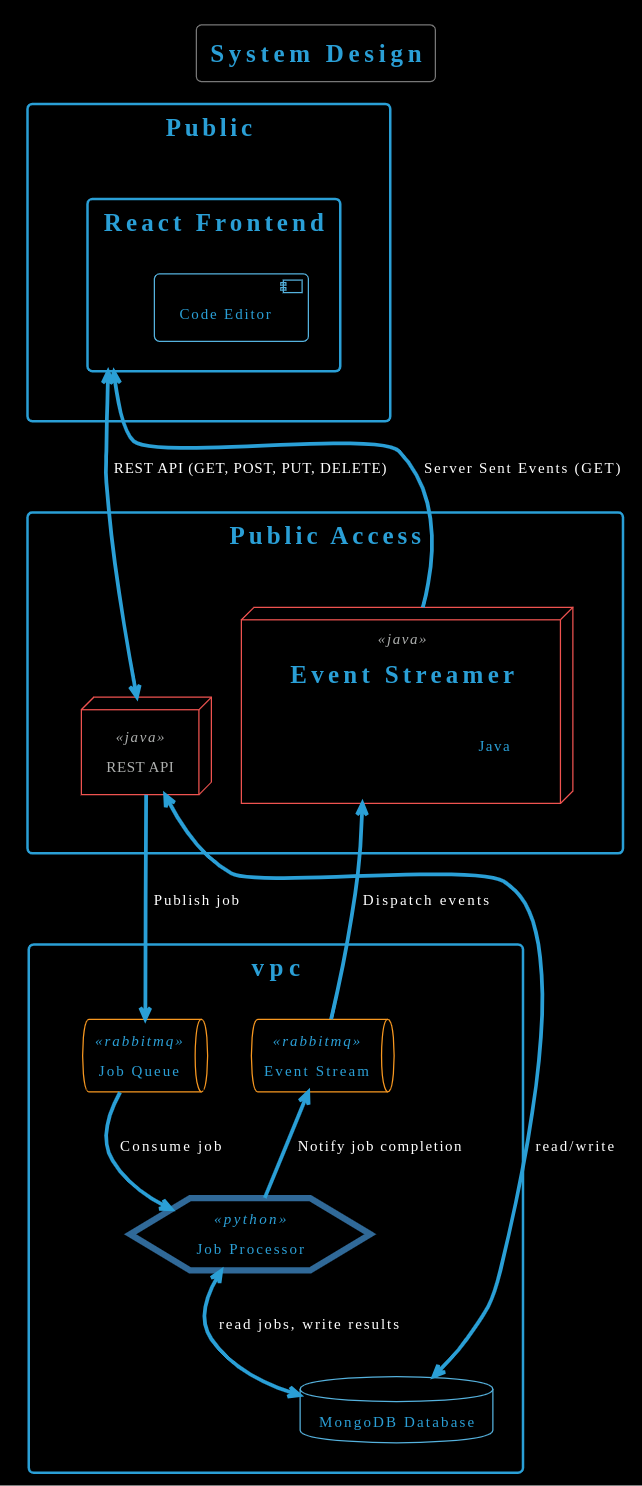 System Design
Public
React Frontend
Code Editor
REST API (GET, POST, PUT, DELETE)
Server Sent Events (GET)
Public Access
«java»
Event Streamer
Java
«java»
REST API
Publish job
Dispatch events
vpc
«rabbitmq»
Job Queue
«rabbitmq»
Event Stream
Consume job
Notify job completion
read/write
«python»
Job Processor
read jobs, write results
MongoDB Database